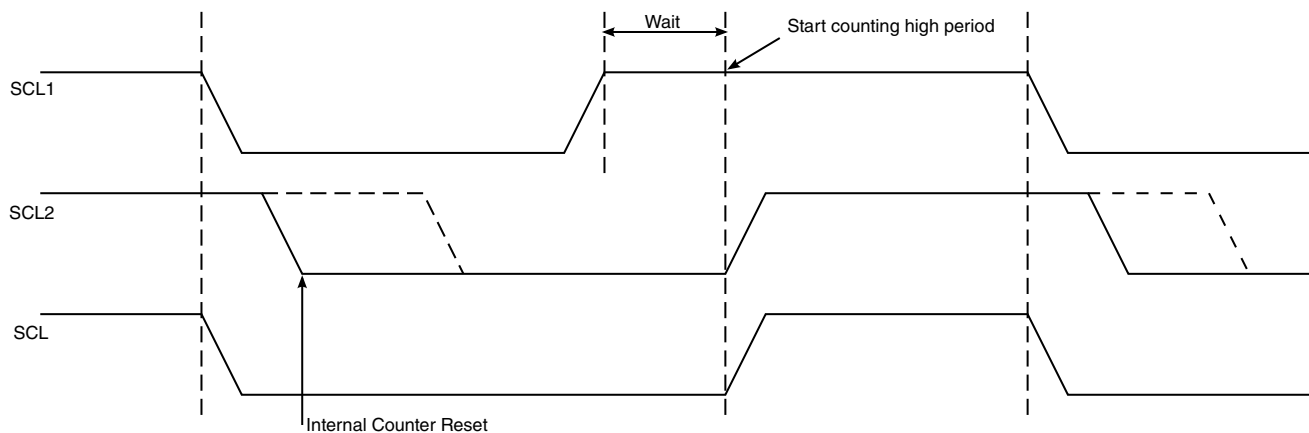 Wait
Start counting high period
SCL1
SCL2
SCL
Internal Counter Reset